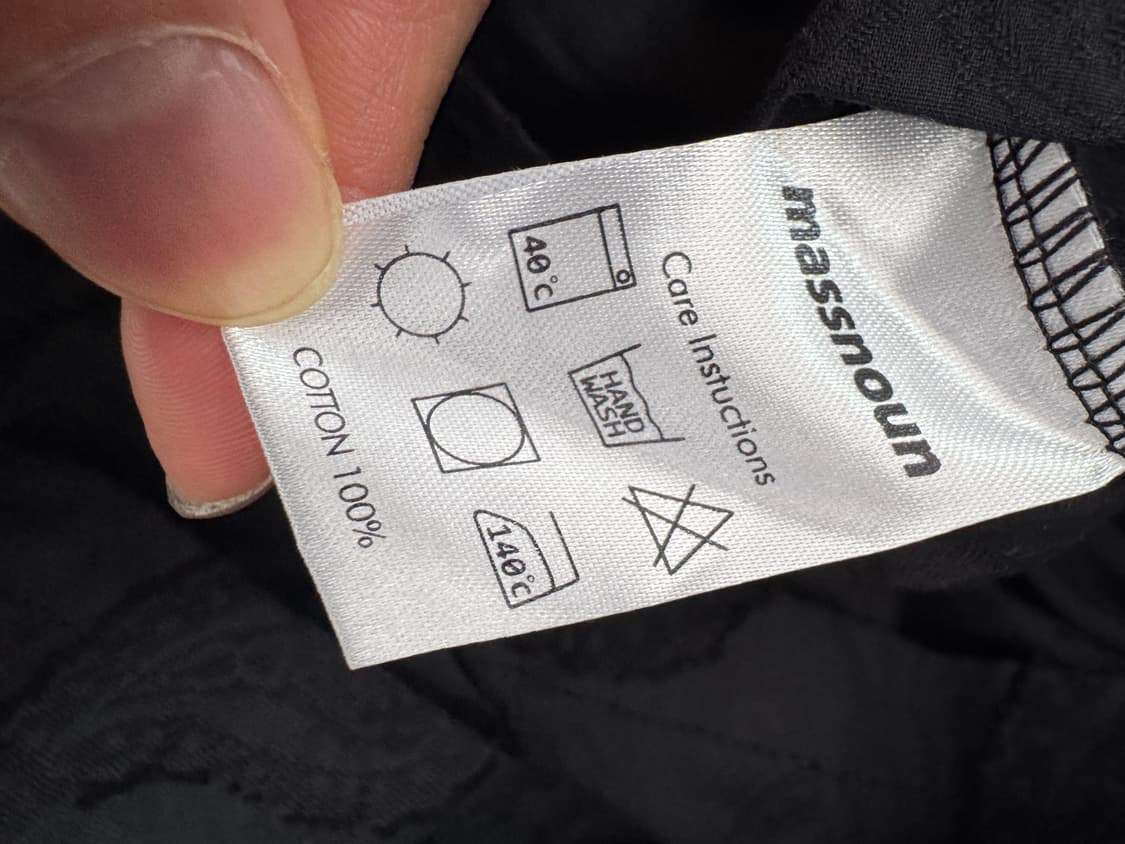 massnoun
Care Instuctions
40°C
HAND
WASH
140°C
COTTON 100%